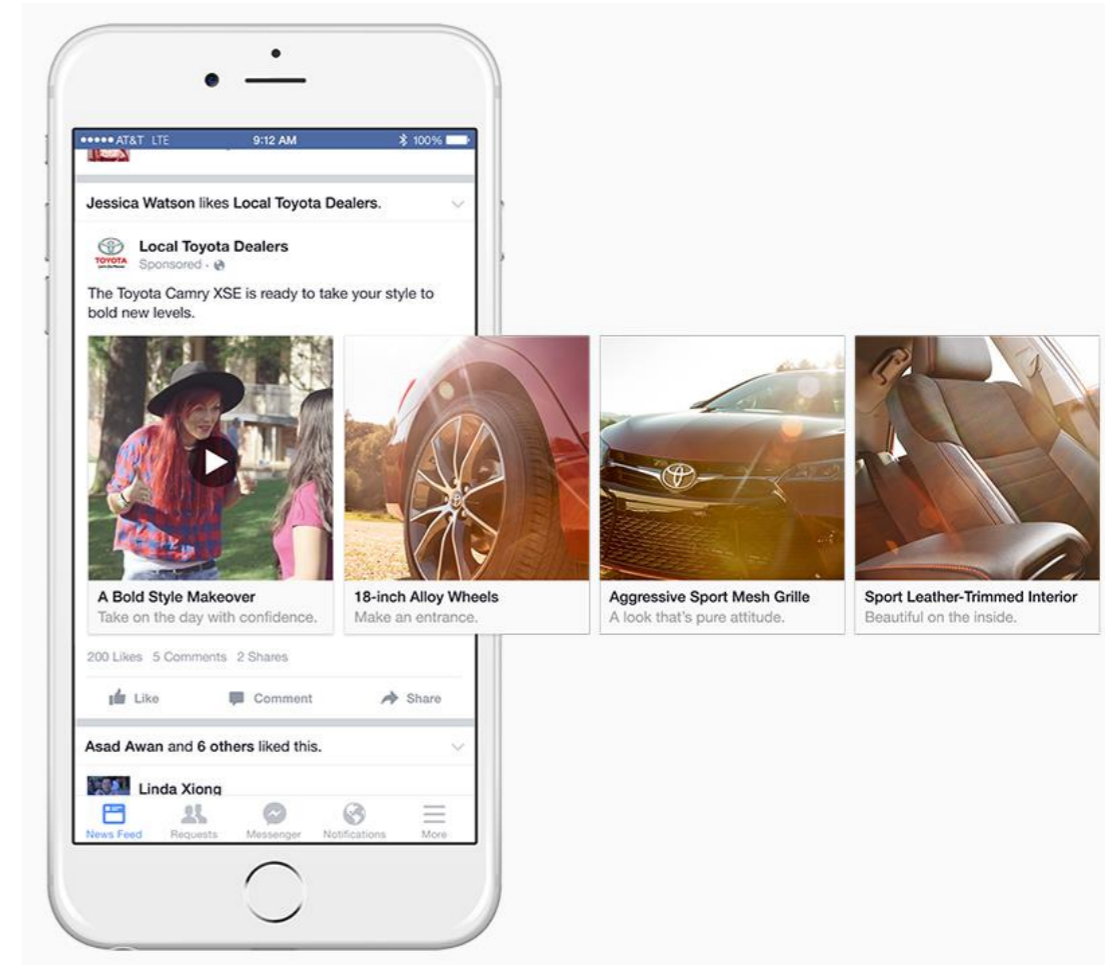 AT&T LTE 9:12 AM 100%
Jessica Watson likes Local Toyota Dealers.
TOYOTA
Local Toyota Dealers
Sponsored ·
The Toyota Camry XSE is ready to take your style to
bold new levels.
A Bold Style Makeover
Take on the day with confidence.
18-inch Alloy Wheels
Make an entrance.
Aggressive Sport Mesh Grille
A look that's pure attitude.
Sport Leather-Trimmed Interior
Beautiful on the inside.
200 Likes 5 Comments 2 Shares
Like Comment Share
Asad Awan and 6 others liked this.
Linda Xiong
News Feed Requests Messenger Notifications More